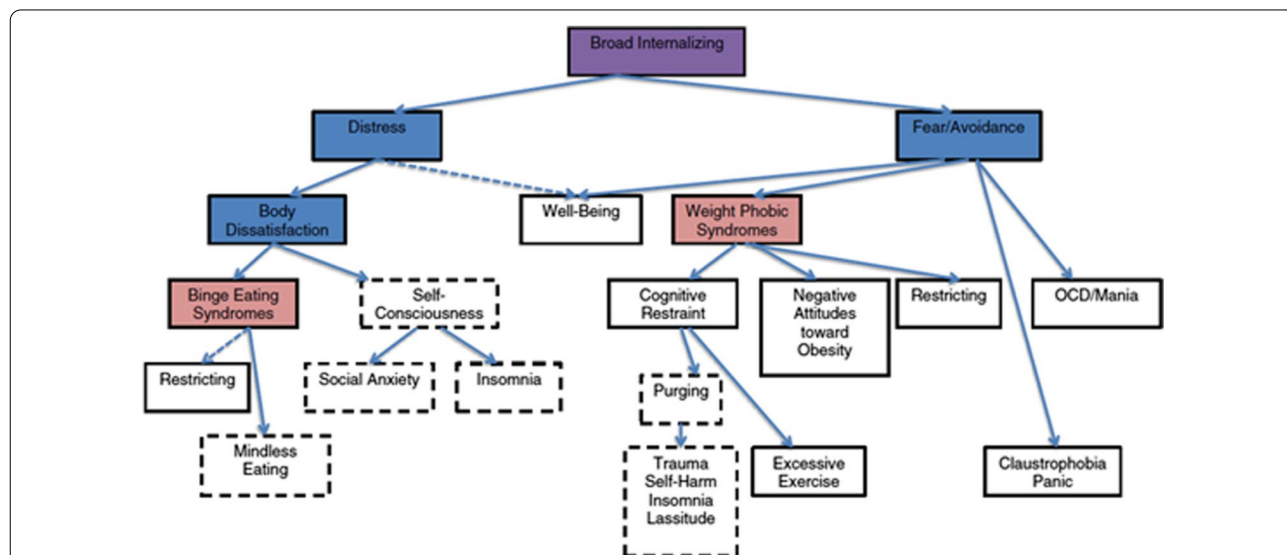 Broad Internalizing
Distress
Fear/Avoidance
Body
Dissatisfaction
Well-Being
Weight Phobic
Syndromes
Binge Eating
Syndromes
Self-
Consciousness
Cognitive
Restraint
Negative
Attitudes
toward
Obesity
Restricting
OCD/Mania
Restricting
Social Anxiety
Insomnia
Purging
Mindless
Eating
Trauma
Self-Harm
Insomnia
Lassitude
Excessive
Exercise
Claustrophobia
Panic